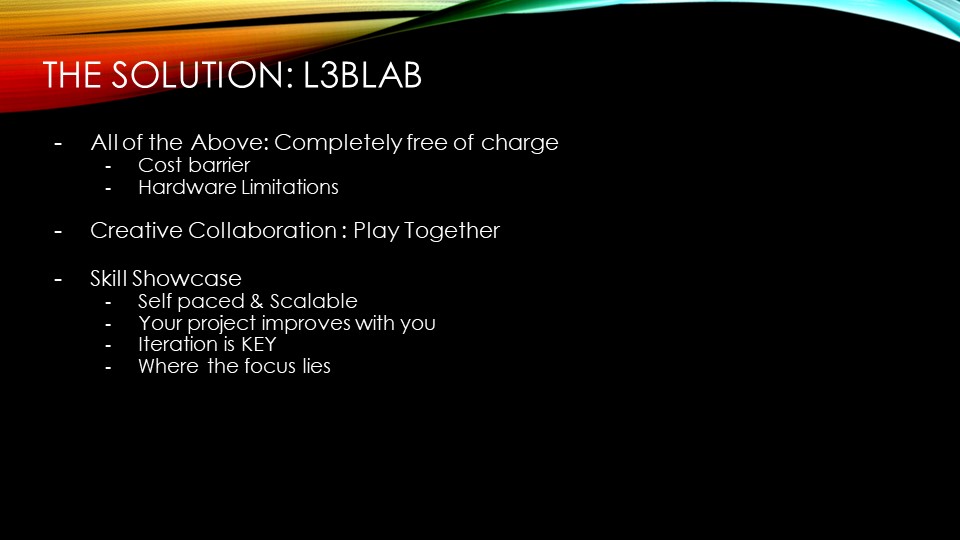 THE SOLUTION: L3BLAB
- All of the Above: Completely free of charge
- Cost barrier
- Hardware Limitations
- Creative Collaboration : Play Together
- Skill Showcase
- Self paced & Scalable
- Your project improves with you
- Iteration is KEY
- Where the focus lies